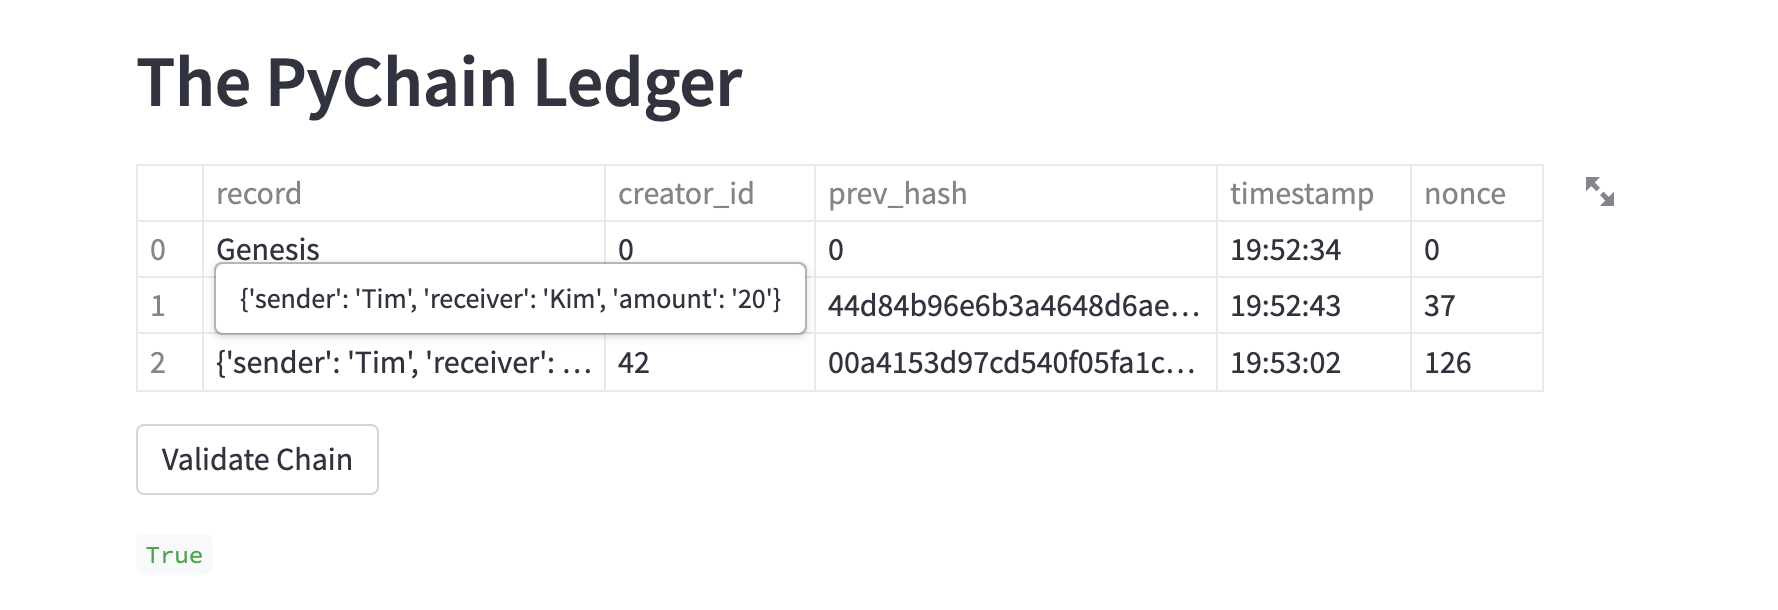 The PyChain Ledger
record creator_id prev_hash timestamp nonce
0 Genesis 0 0 19:52:34 0
1 {'sender': 'Tim', 'receiver': 'Kim', 'amount': '20'} 44d84b96e6b3a4648d6ae... 19:52:43 37
2 {'sender': 'Tim', 'receiver': ... 42 00a4153d97cd540f05fa1c... 19:53:02 126
Validate Chain
True